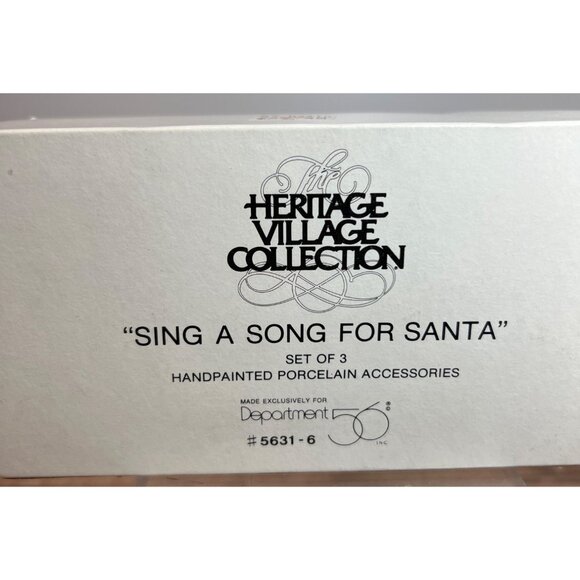 The
HERITAGE
VILLAGE
COLLECTION
"SING A SONG FOR SANTA"
SET OF 3
HANDPAINTED PORCELAIN ACCESSORIES
MADE EXCLUSIVELY FOR
Department 56 ®©
INC
#5631-6